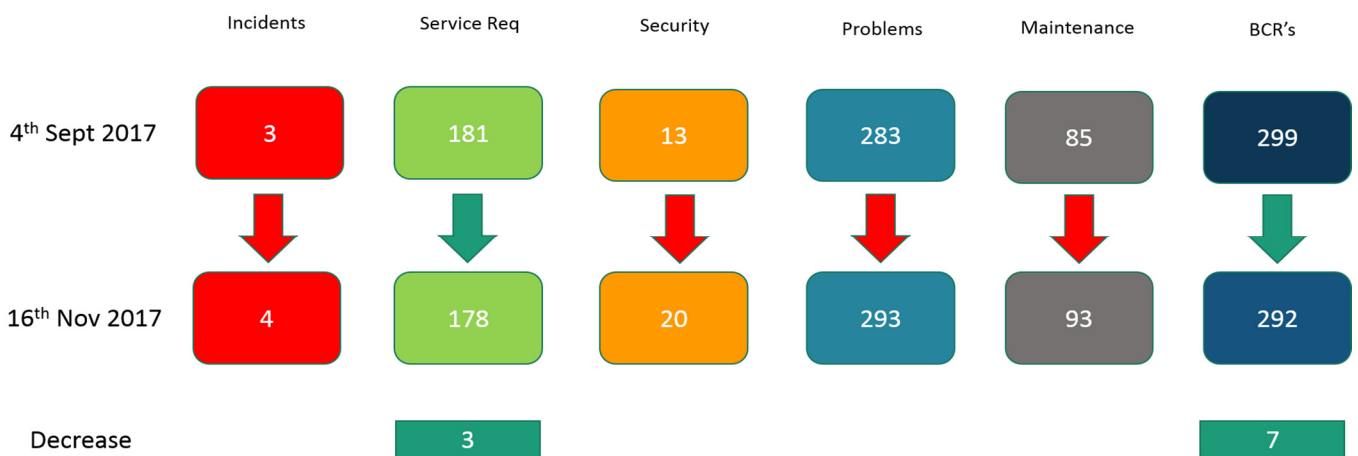 Incidents Service Req Security Problems Maintenance BCR's
4th Sept 2017 3 181 13 283 85 299
16th Nov 2017 4 178 20 293 93 292
Decrease 3 7